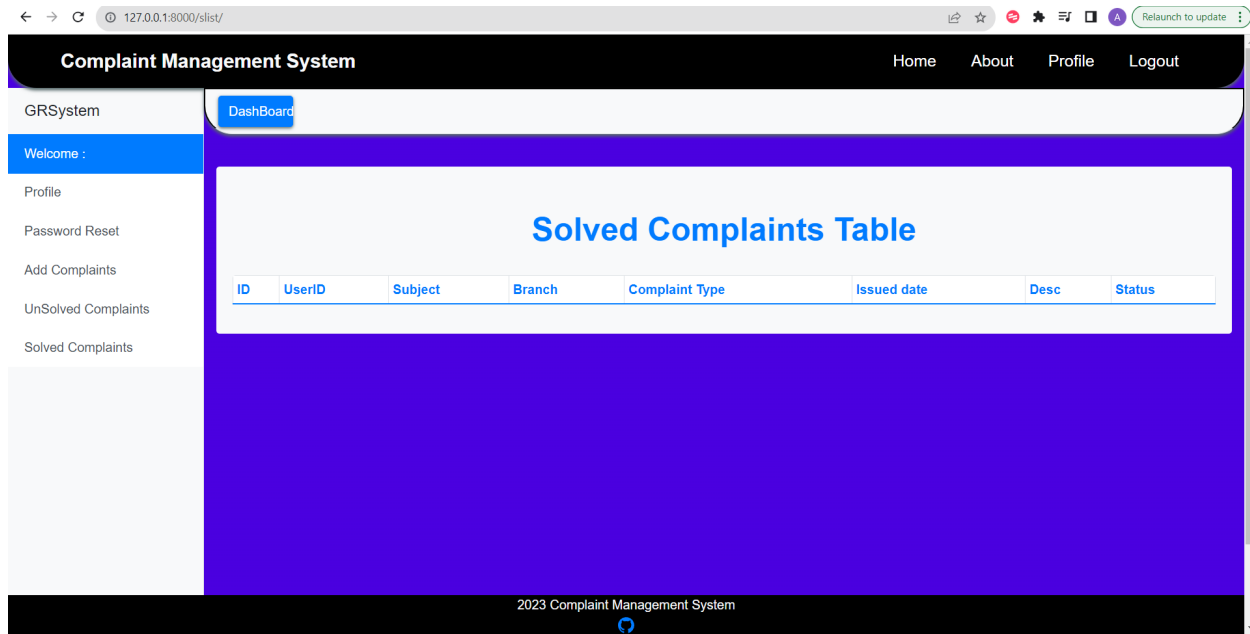 127.0.0.1:8000/slist/
A
Relaunch to update
Complaint Management System
Home About Profile Logout
GRSystem
DashBoard
Welcome :
Profile
Password Reset
Add Complaints
UnSolved Complaints
Solved Complaints
Solved Complaints Table
ID UserID Subject Branch Complaint Type Issued date Desc Status
2023 Complaint Management System